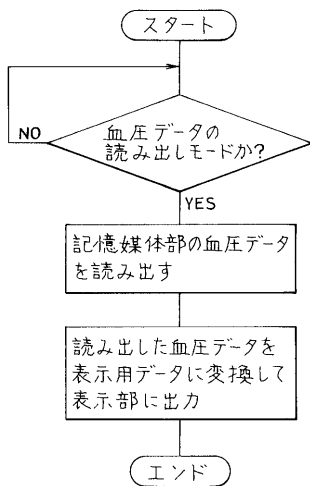 スタート
血圧データの
読み出しモードか?
NO
YES
記憶媒体部の血圧データ
を読み出す
読み出した血圧データを
表示用データに変換して
表示部に出力
エンド